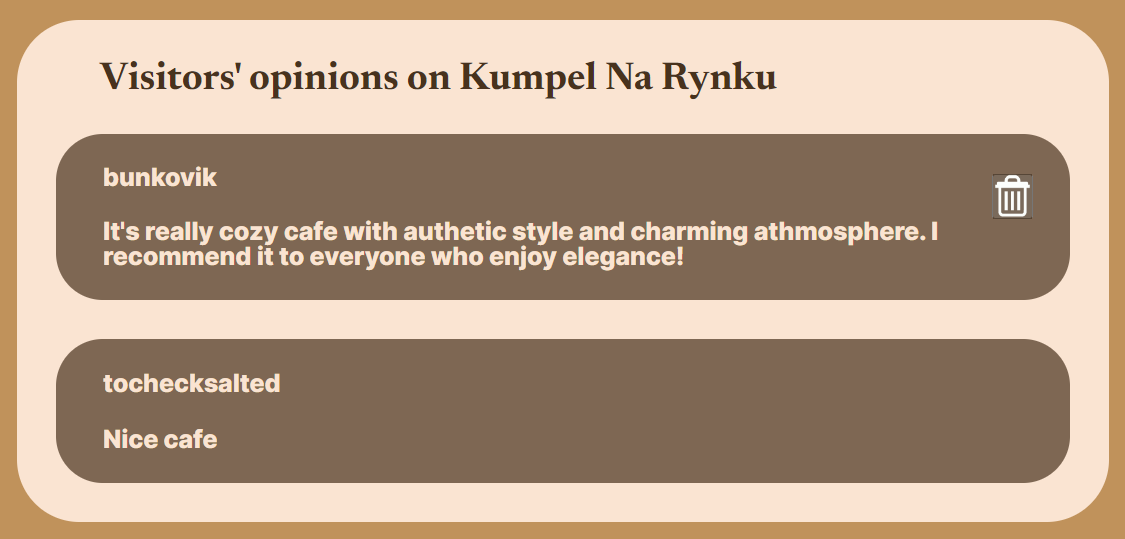 Visitors' opinions on Kumpel Na Rynku
bunkovik
It's really cozy cafe with authetic style and charming athmosphere. I
recommend it to everyone who enjoy elegance!
tochecksalted
Nice cafe